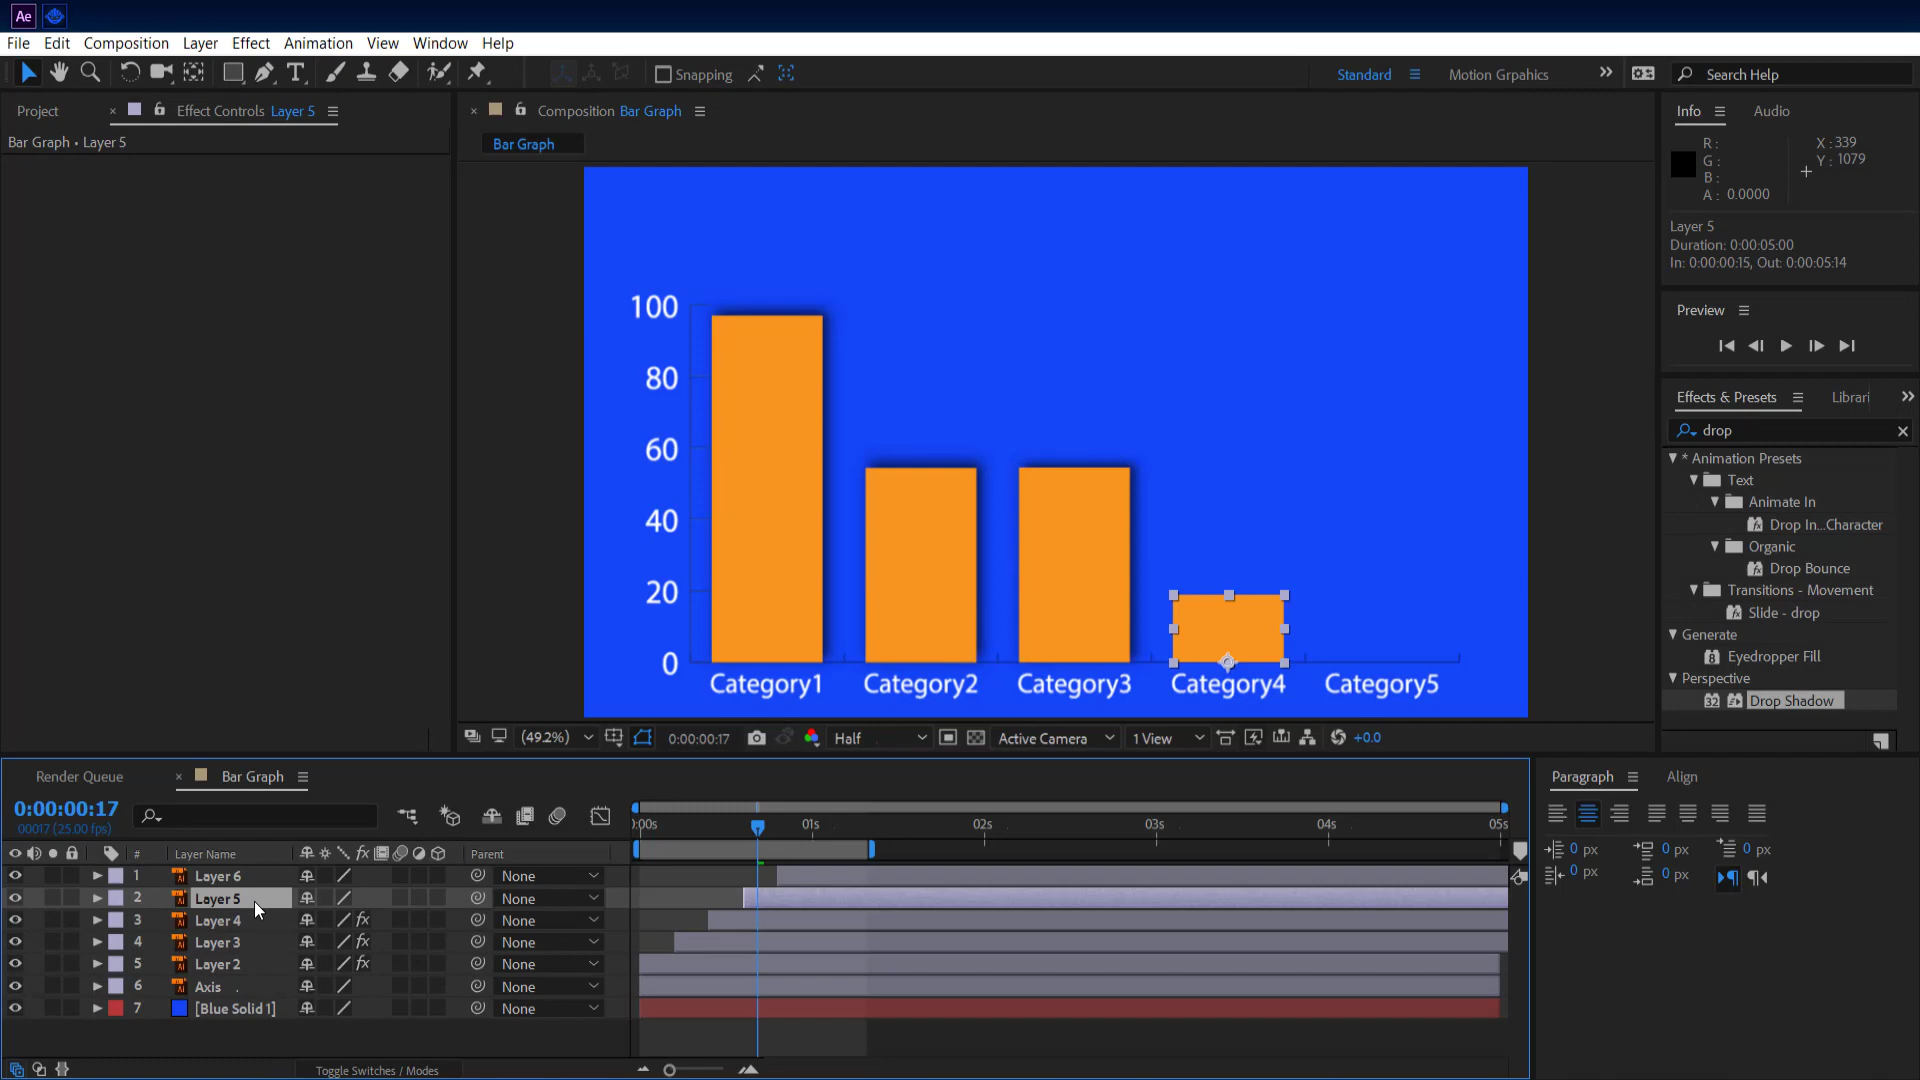 Ae
File Edit Composition Layer Effect Animation View Window Help
Snapping
Standard
Motion Grpahics
Search Help
Project
Effect Controls Layer 5
Composition Bar Graph
Info
Audio
Bar Graph • Layer 5
Bar Graph
R :
G :
B :
A : 0.0000
X : 339
Y : 1079
Layer 5
Duration: 0:00:05:00
In: 0:00:00:15, Out: 0:00:05:14
Preview
Effects & Presets
Librari
drop
* Animation Presets
Text
Animate In
Drop In...Character
Organic
Drop Bounce
Transitions - Movement
Slide - drop
Generate
Eyedropper Fill
Perspective
32 Drop Shadow
100
80
60
40
20
0
Category1 Category2 Category3 Category4 Category5
(49.2%)
0:00:00:17
Half
Active Camera
1 View
+0.0
Render Queue
Bar Graph
Paragraph
Align
0:00:00:17
00017 (25.00 fps)
):00s 01s 02s 03s 04s 05s
# Layer Name
fx
Parent
1 Layer 6 None
2 Layer 5 None
3 Layer 4 fx None
4 Layer 3 fx None
5 Layer 2 fx None
6 Axis None
7 [Blue Solid 1] None
0 px 0 px 0 px
0 px 0 px
Toggle Switches / Modes